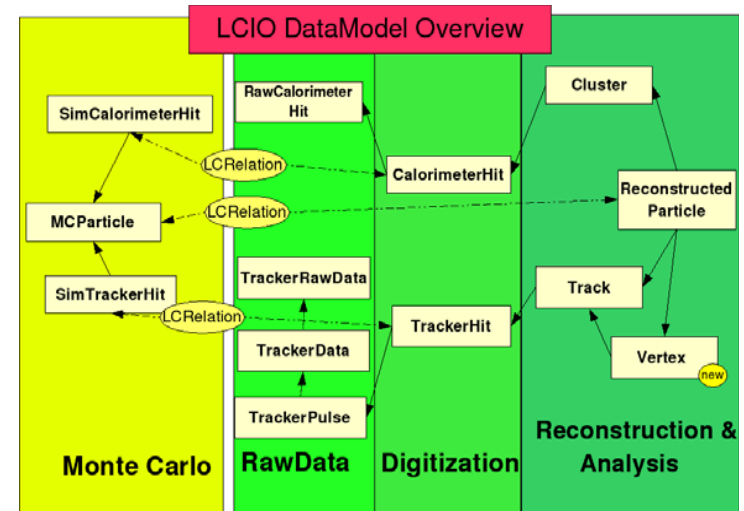 LCIO DataModel Overview
SimCalorimeterHit
MCParticle
SimTrackerHit
LCRelation
LCRelation
LCRelation
Monte Carlo
RawCalorimeter
Hit
TrackerRawData
TrackerData
TrackerPulse
RawData
CalorimeterHit
TrackerHit
Digitization
Cluster
Reconstructed
Particle
Track
Vertex
new
Reconstruction &
Analysis